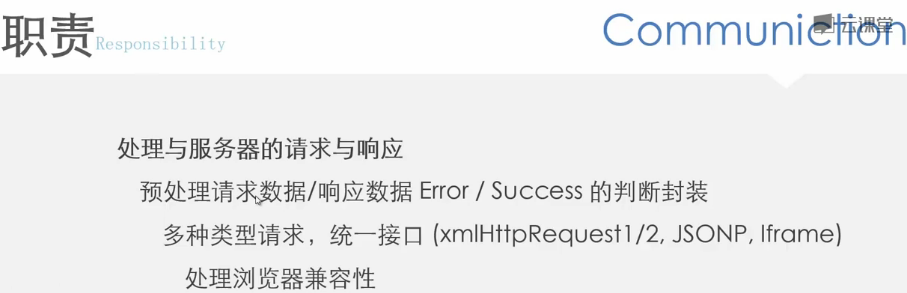 职责 Responsibility
Communiction
云课堂
处理与服务器的请求与响应
预处理请求数据/响应数据 Error / Success 的判断封装
多种类型请求，统一接口 (xmlHttpRequest1/2, JSONP, Iframe)
处理浏览器兼容性